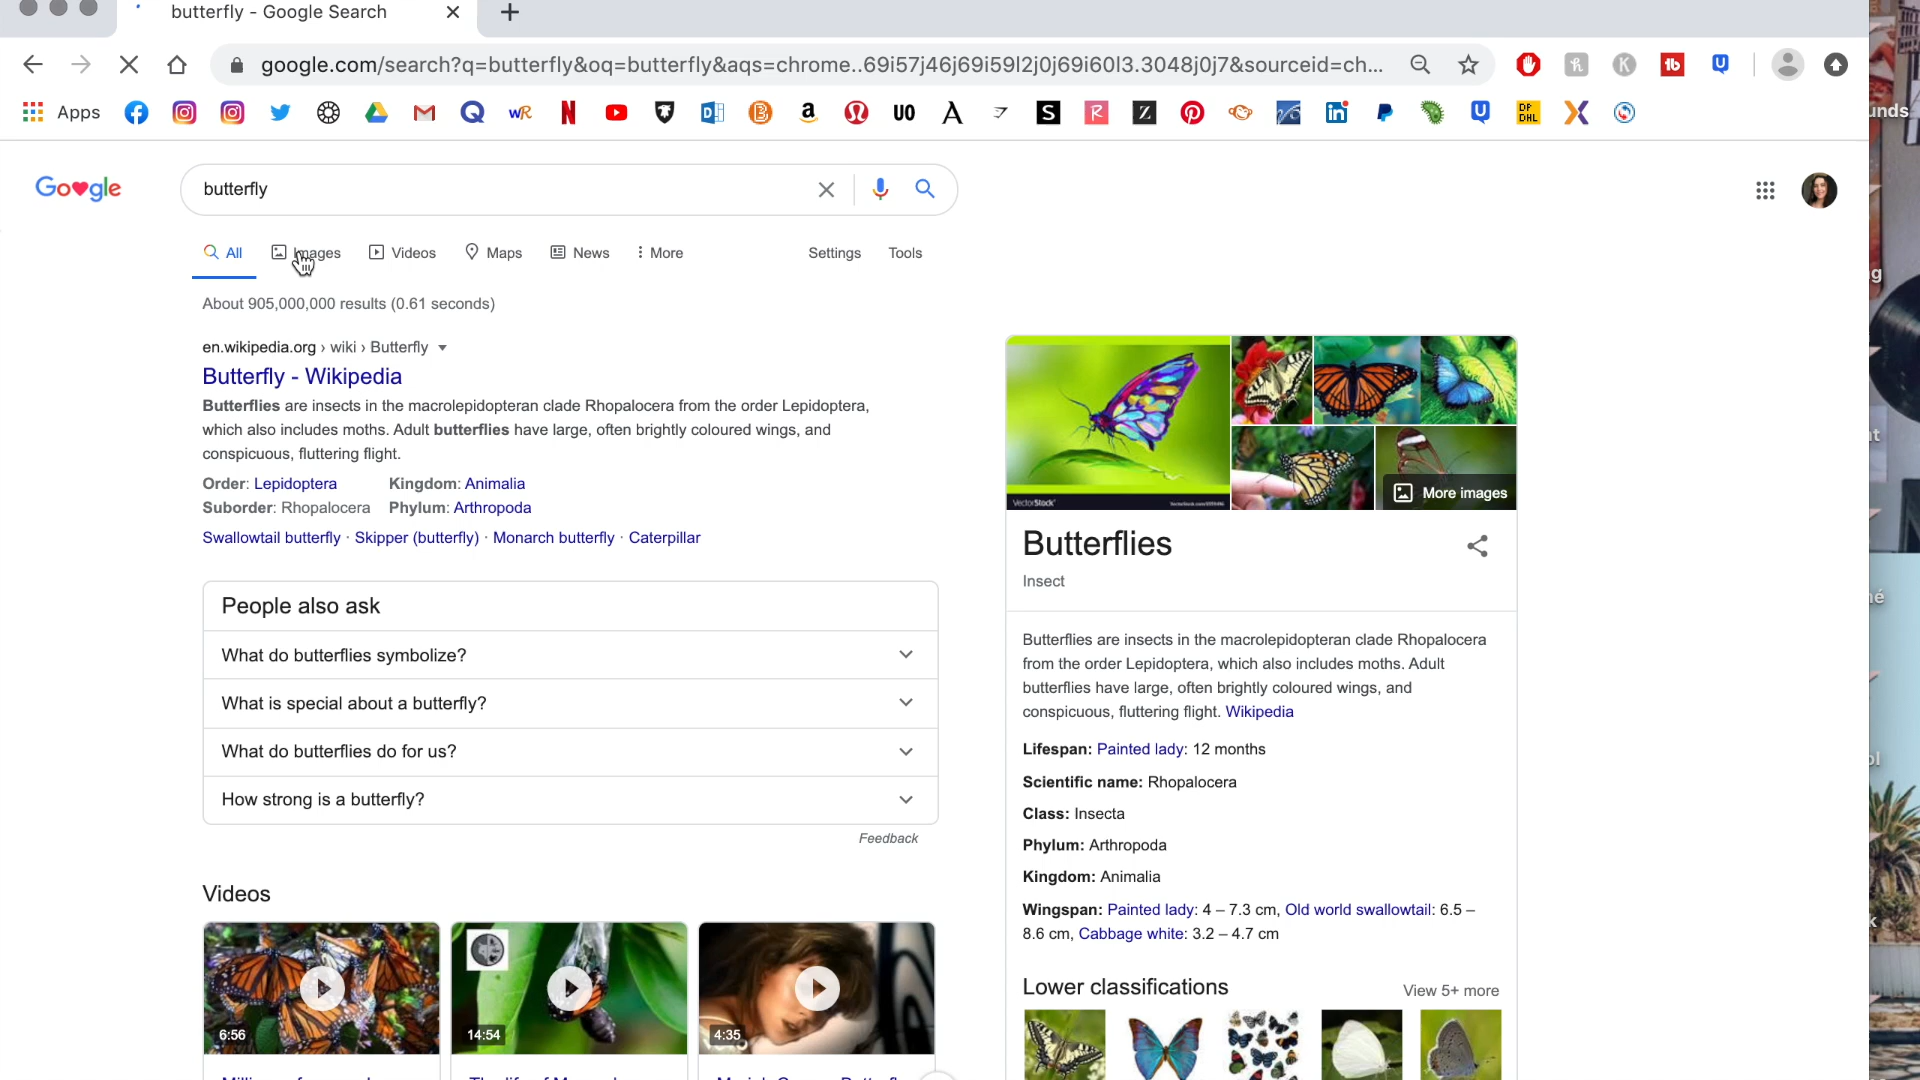 butterfly - Google Search
google.com/search?q=butterfly&oq=butterfly&aqs=chrome..69i57j46j69i59l2j0j69i60l3.3048j0j7&sourceid=ch...
Apps
UO
DP DHL
unds
Google
butterfly
All Images Videos Maps News More Settings Tools
About 905,000,000 results (0.61 seconds)
en.wikipedia.org › wiki › Butterfly
Butterfly - Wikipedia
Butterflies are insects in the macrolepidopteran clade Rhopalocera from the order Lepidoptera,
which also includes moths. Adult butterflies have large, often brightly coloured wings, and
conspicuous, fluttering flight.
Order: Lepidoptera Kingdom: Animalia
Suborder: Rhopalocera Phylum: Arthropoda
Swallowtail butterfly · Skipper (butterfly) · Monarch butterfly · Caterpillar
People also ask
What do butterflies symbolize?
What is special about a butterfly?
What do butterflies do for us?
How strong is a butterfly?
Feedback
Videos
6:56
14:54
4:35
VectorStock
More images
Butterflies
Insect
Butterflies are insects in the macrolepidopteran clade Rhopalocera
from the order Lepidoptera, which also includes moths. Adult
butterflies have large, often brightly coloured wings, and
conspicuous, fluttering flight. Wikipedia
Lifespan: Painted lady: 12 months
Scientific name: Rhopalocera
Class: Insecta
Phylum: Arthropoda
Kingdom: Animalia
Wingspan: Painted lady: 4 – 7.3 cm, Old world swallowtail: 6.5 –
8.6 cm, Cabbage white: 3.2 – 4.7 cm
Lower classifications
View 5+ more